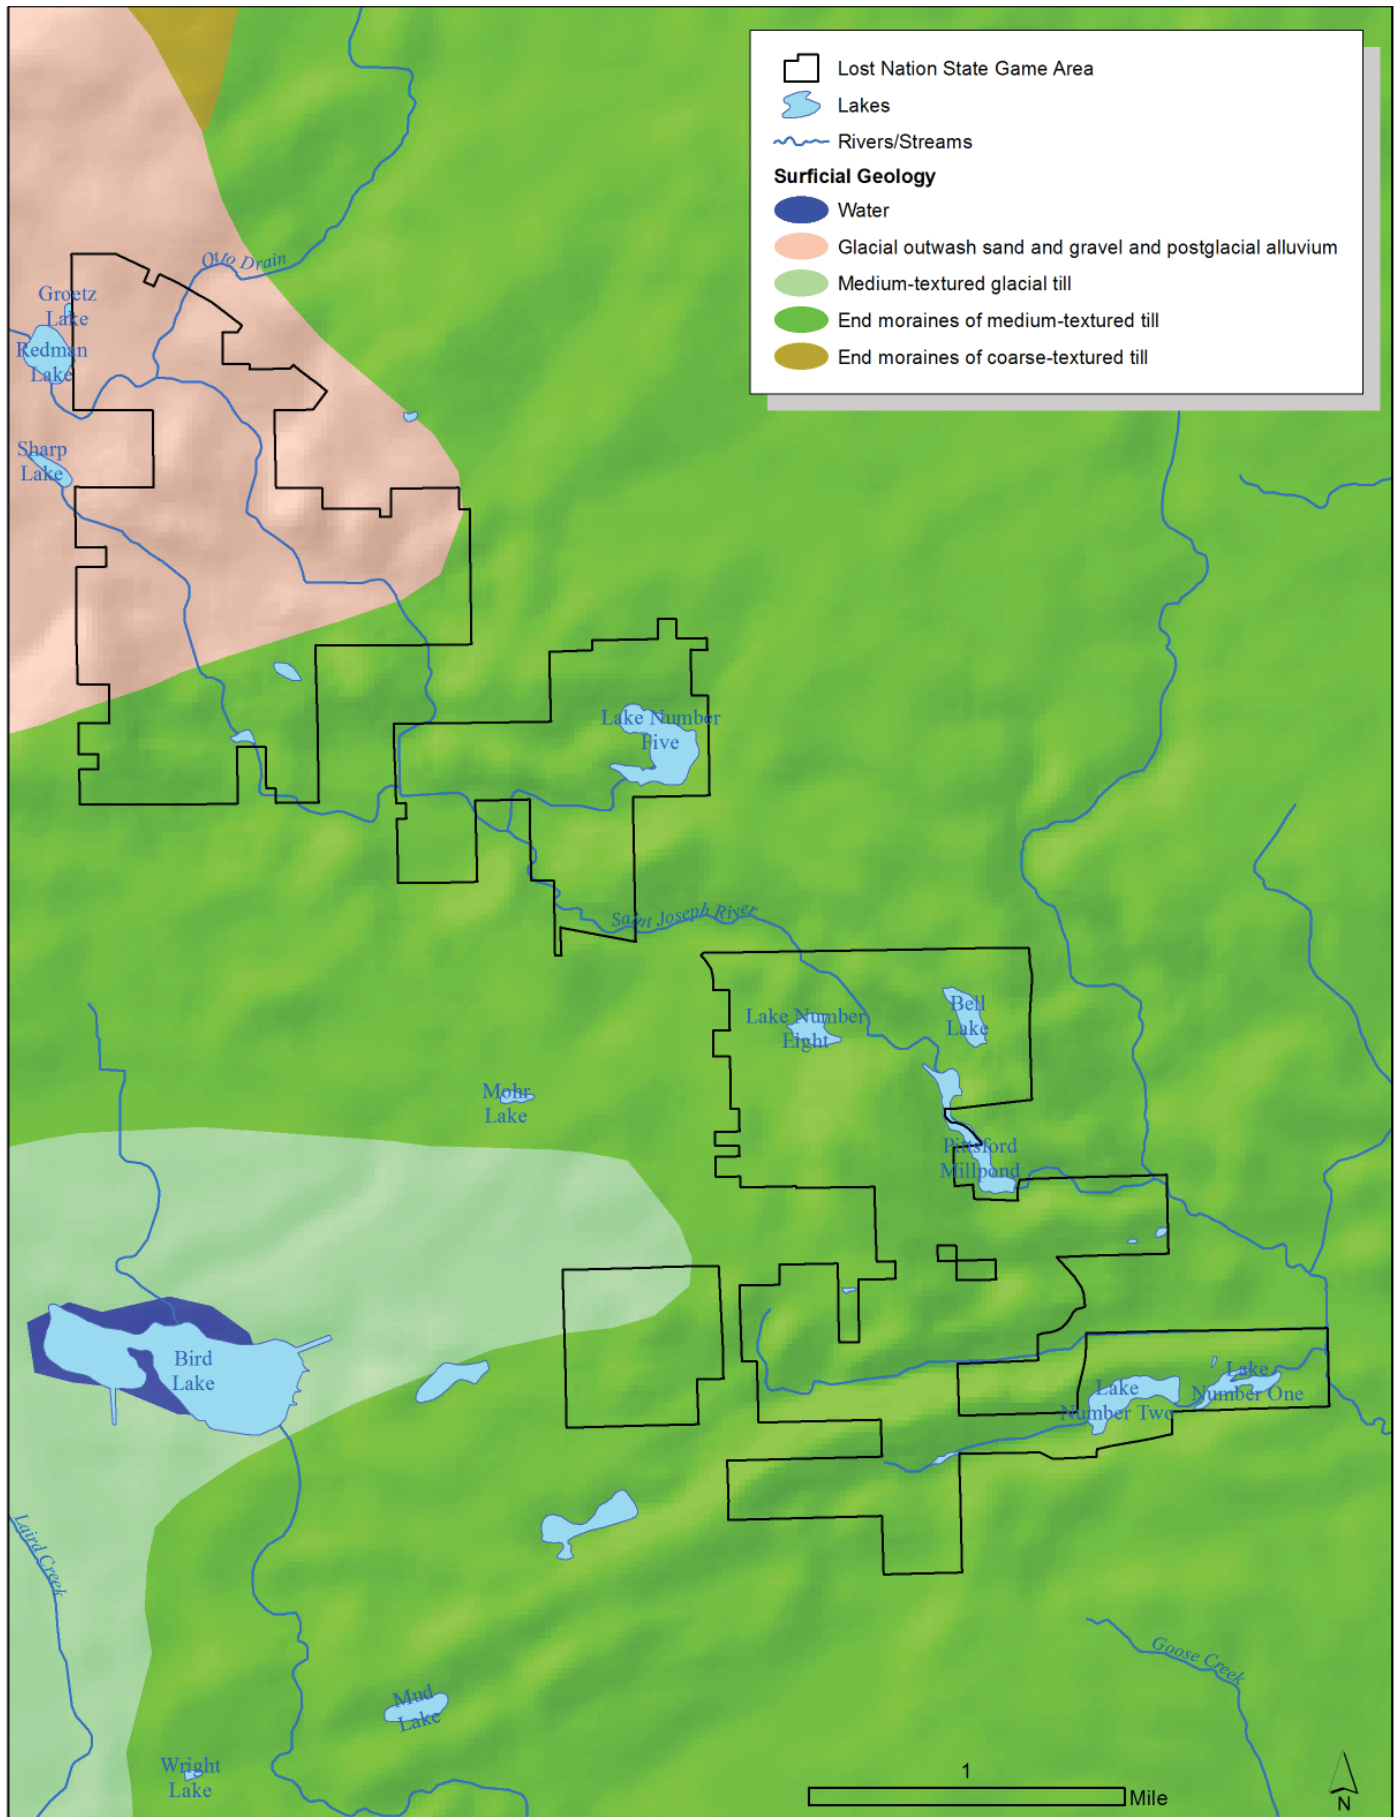 Lost Nation State Game Area
Lakes
Rivers/Streams
Surficial Geology
Water
Glacial outwash sand and gravel and postglacial alluvium
Medium-textured glacial till
End moraines of medium-textured till
End moraines of coarse-textured till
Otto Drain
Groetz
Lake
Redman
Lake
Sharp
Lake
Lake Number
Five
Saint Joseph River
Lake Number
Eight
Bell
Lake
Mohr
Lake
Pittsford
Millpond
Bird
Lake
Lake
Number One
Lake
Number Two
Laird Creek
Goose Creek
Mud
Lake
Wright
Lake
1
Mile
N